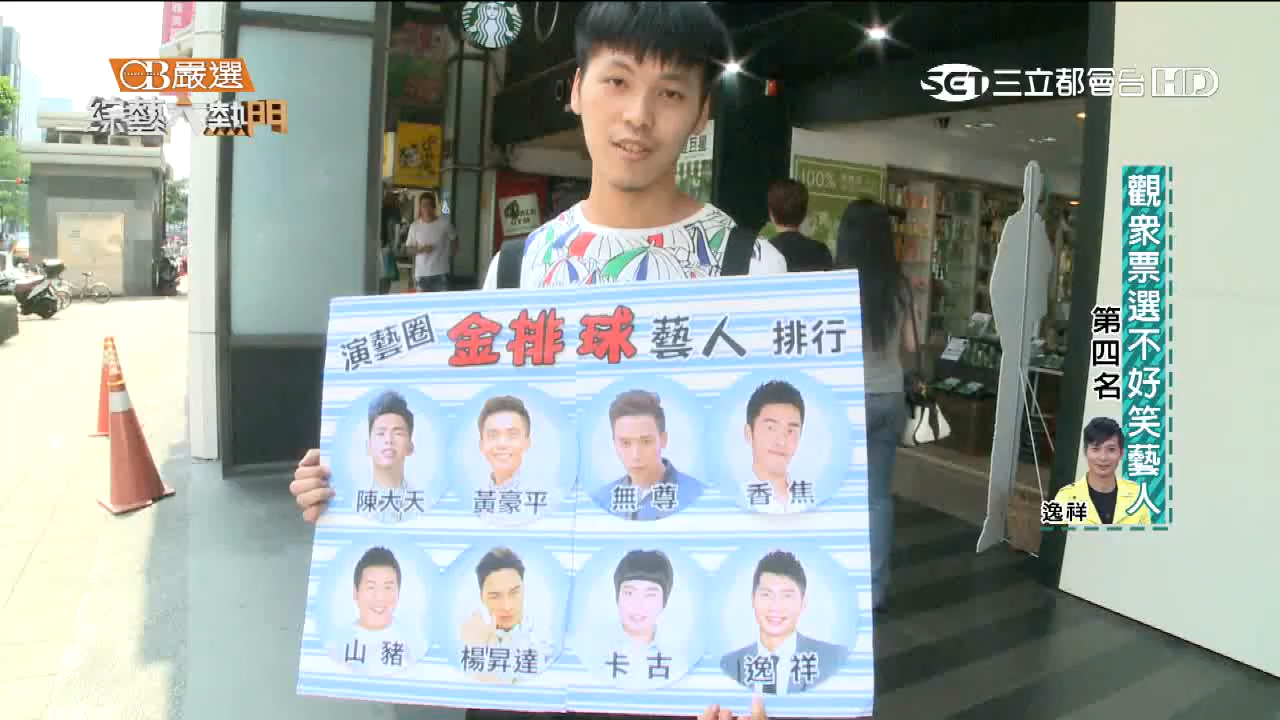 CB嚴選
綜藝大熱門
SET三立都會台HD
觀眾票選不好笑藝人
第四名
逸祥
100%
WORLD GYM
演藝圈 金排球藝人 排行
陳大天 黃豪平 無尊 香焦
山豬 楊昇達 卡古 逸祥